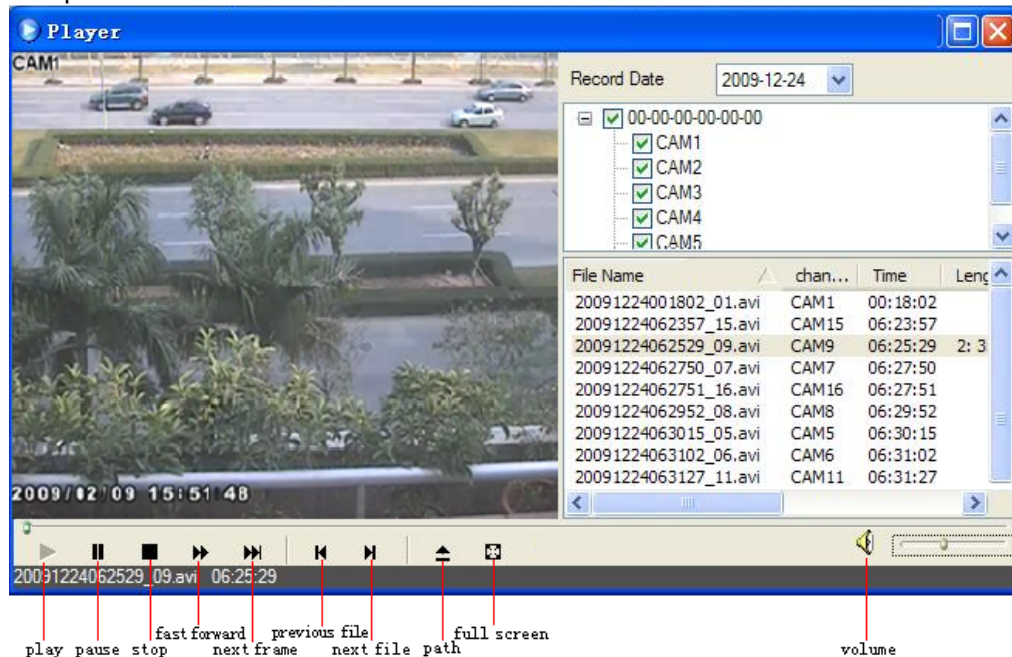 Player
CAM1
2009/02/09 15:51:48
Record Date 2009-12-24
00-00-00-00-00-00
CAM1
CAM2
CAM3
CAM4
CAM5
File Name chan... Time Leng
20091224001802_01.avi CAM1 00:18:02
20091224062357_15.avi CAM15 06:23:57
20091224062529_09.avi CAM9 06:25:29 2: 3
20091224062750_07.avi CAM7 06:27:50
20091224062751_16.avi CAM16 06:27:51
20091224062952_08.avi CAM8 06:29:52
20091224063015_05.avi CAM5 06:30:15
20091224063102_06.avi CAM6 06:31:02
20091224063127_11.avi CAM11 06:31:27
20091224062529_09.avi 06:25:29
fast forward previous file full screen
play pause stop next frame next file path volume